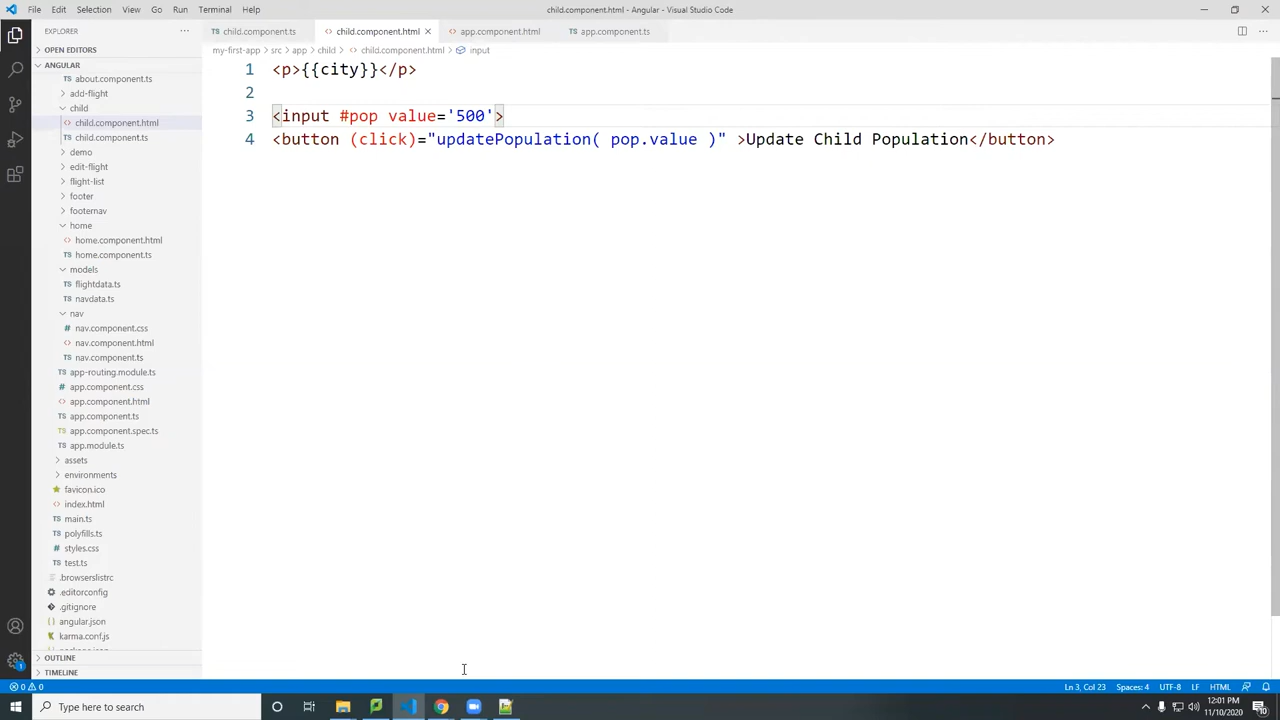 File Edit Selection View Go Run Terminal Help
child.component.html - Angular - Visual Studio Code
EXPLORER
child.component.ts
child.component.html
app.component.html
app.component.ts
OPEN EDITORS
my-first-app > src > app > child > child.component.html > input
ANGULAR
about.component.ts
add-flight
child
child.component.html
child.component.ts
demo
edit-flight
flight-list
footer
footernav
home
home.component.html
home.component.ts
models
flightdata.ts
navdata.ts
nav
nav.component.css
nav.component.html
nav.component.ts
app-routing.module.ts
app.component.css
app.component.html
app.component.ts
app.component.spec.ts
app.module.ts
assets
environments
favicon.ico
index.html
main.ts
polyfills.ts
styles.css
test.ts
.browserslistrc
.editorconfig
.gitignore
angular.json
karma.conf.js
OUTLINE
TIMELINE
1 <p>{{city}}</p>
2
3 <input #pop value='500'>
4 <button (click)="updatePopulation( pop.value )" >Update Child Population</button>
0 0
Ln 3, Col 23
Spaces: 4
UTF-8
LF
HTML
Type here to search
12:01 PM
11/10/2020